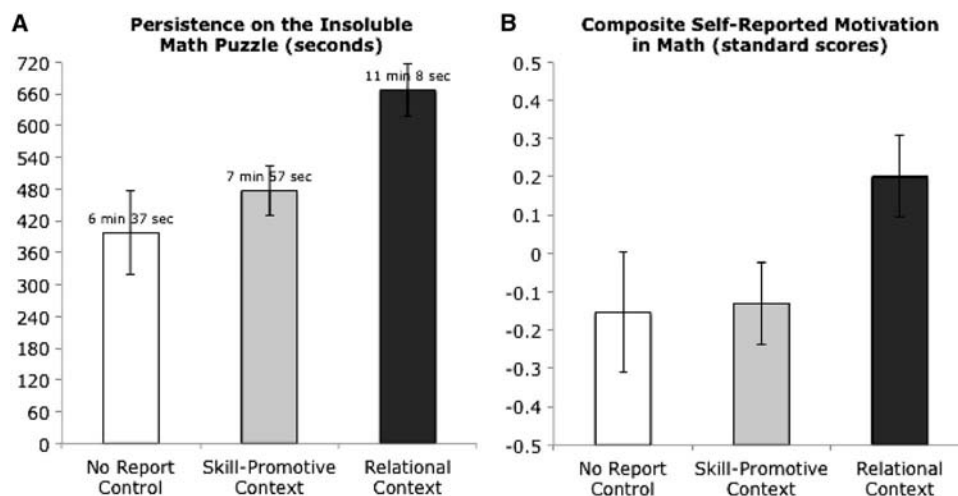 A
Persistence on the Insoluble
Math Puzzle (seconds)
720
660
600
540
480
420
360
300
240
180
120
60
0
11 min 8 sec
7 min 57 sec
6 min 37 sec
No Report
Control
Skill-Promotive
Context
Relational
Context
B
Composite Self-Reported Motivation
in Math (standard scores)
0.5
0.4
0.3
0.2
0.1
0
-0.1
-0.2
-0.3
-0.4
-0.5
No Report
Control
Skill-Promotive
Context
Relational
Context